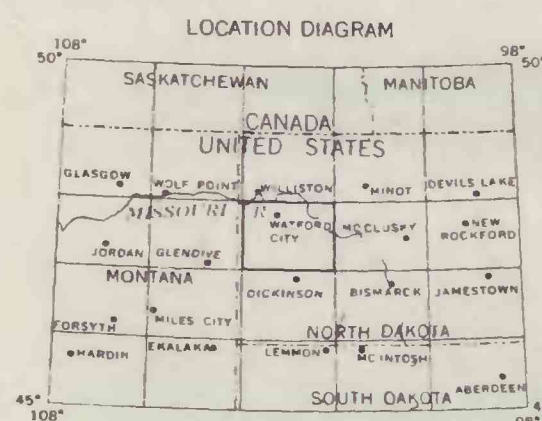 LOCATION DIAGRAM
108° 98°
50° 50°
SASKATCHEWAN MANITOBA
CANADA
UNITED STATES
GLASGOW WOLF POINT WILLISTON MINOT DEVILS LAKE
MISSOURI R WATFORD CITY MCCLUSKY NEW ROCKFORD
JORDAN GLENDIVE
MONTANA DICKINSON BISMARCK JAMESTOWN
FORSYTH MILES CITY NORTH DAKOTA
HARDIN EKALAKA LEMMON MCINTOSH
SOUTH DAKOTA ABERDEEN
45° 4
108°